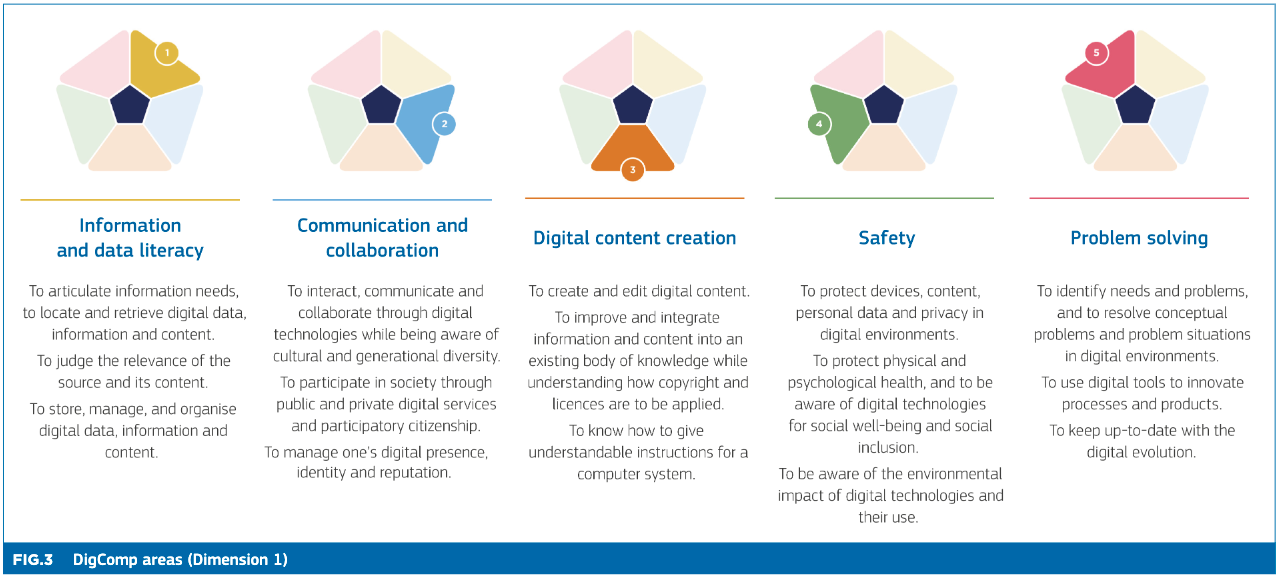 1
Information
and data literacy
To articulate information needs,
to locate and retrieve digital data,
information and content.
To judge the relevance of the
source and its content.
To store, manage, and organise
digital data, information and
content.
2
Communication and
collaboration
To interact, communicate and
collaborate through digital
technologies while being aware of
cultural and generational diversity.
To participate in society through
public and private digital services
and participatory citizenship.
To manage one's digital presence,
identity and reputation.
3
Digital content creation
To create and edit digital content.
To improve and integrate
information and content into an
existing body of knowledge while
understanding how copyright and
licences are to be applied.
To know how to give
understandable instructions for a
computer system.
4
Safety
To protect devices, content,
personal data and privacy in
digital environments.
To protect physical and
psychological health, and to be
aware of digital technologies
for social well-being and social
inclusion.
To be aware of the environmental
impact of digital technologies and
their use.
5
Problem solving
To identify needs and problems,
and to resolve conceptual
problems and problem situations
in digital environments.
To use digital tools to innovate
processes and products.
To keep up-to-date with the
digital evolution.
FIG.3 DigComp areas (Dimension 1)